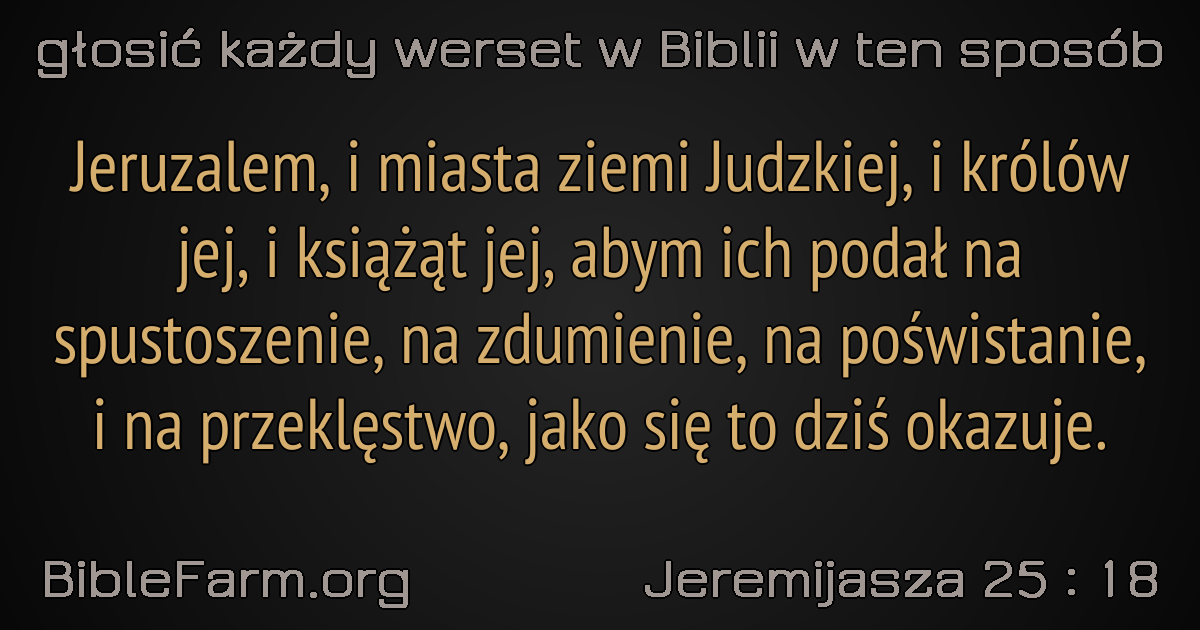 głosić każdy werset w Biblii w ten sposób
Jeruzalem, i miasta ziemi Judzkiej, i królów
jej, i książąt jej, abym ich podał na
spustoszenie, na zdumienie, na poświstanie,
i na przeklęstwo, jako się to dziś okazuje.
BibleFarm.org
Jeremijasza 25 : 18